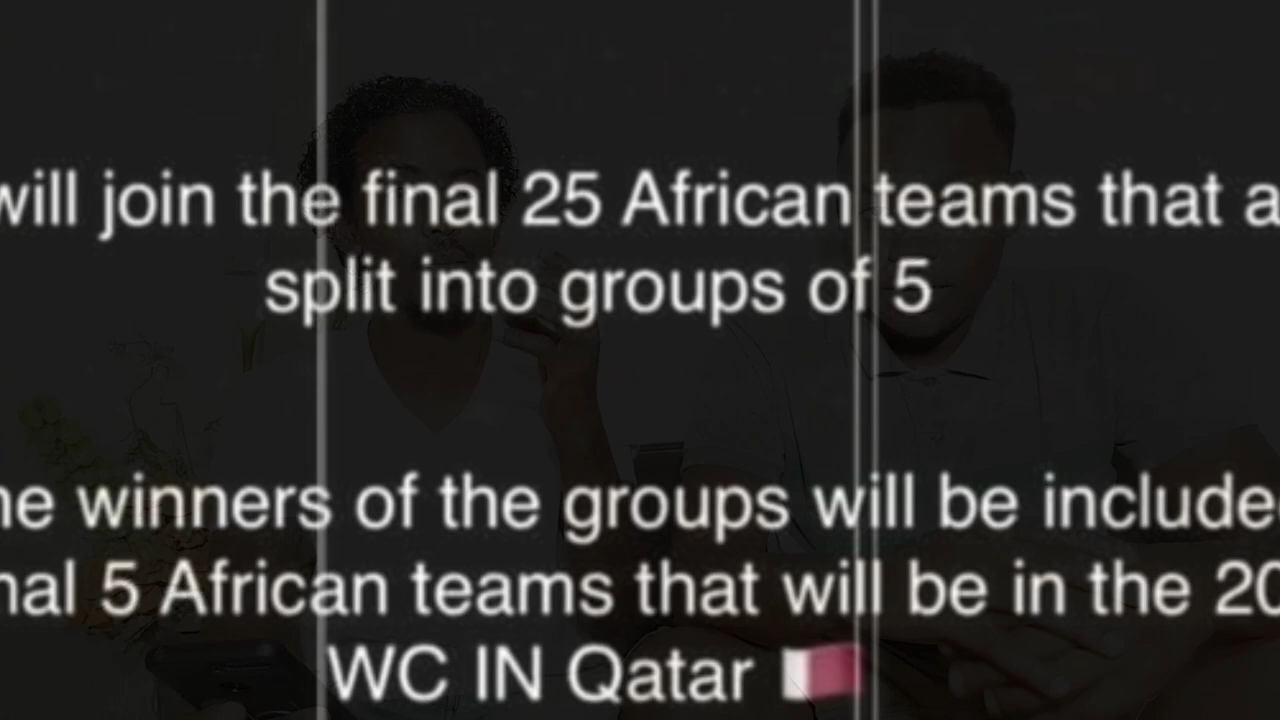 will join the final 25 African teams that a
split into groups of 5
he winners of the groups will be include
nal 5 African teams that will be in the 20
WC IN Qatar 🇶🇦